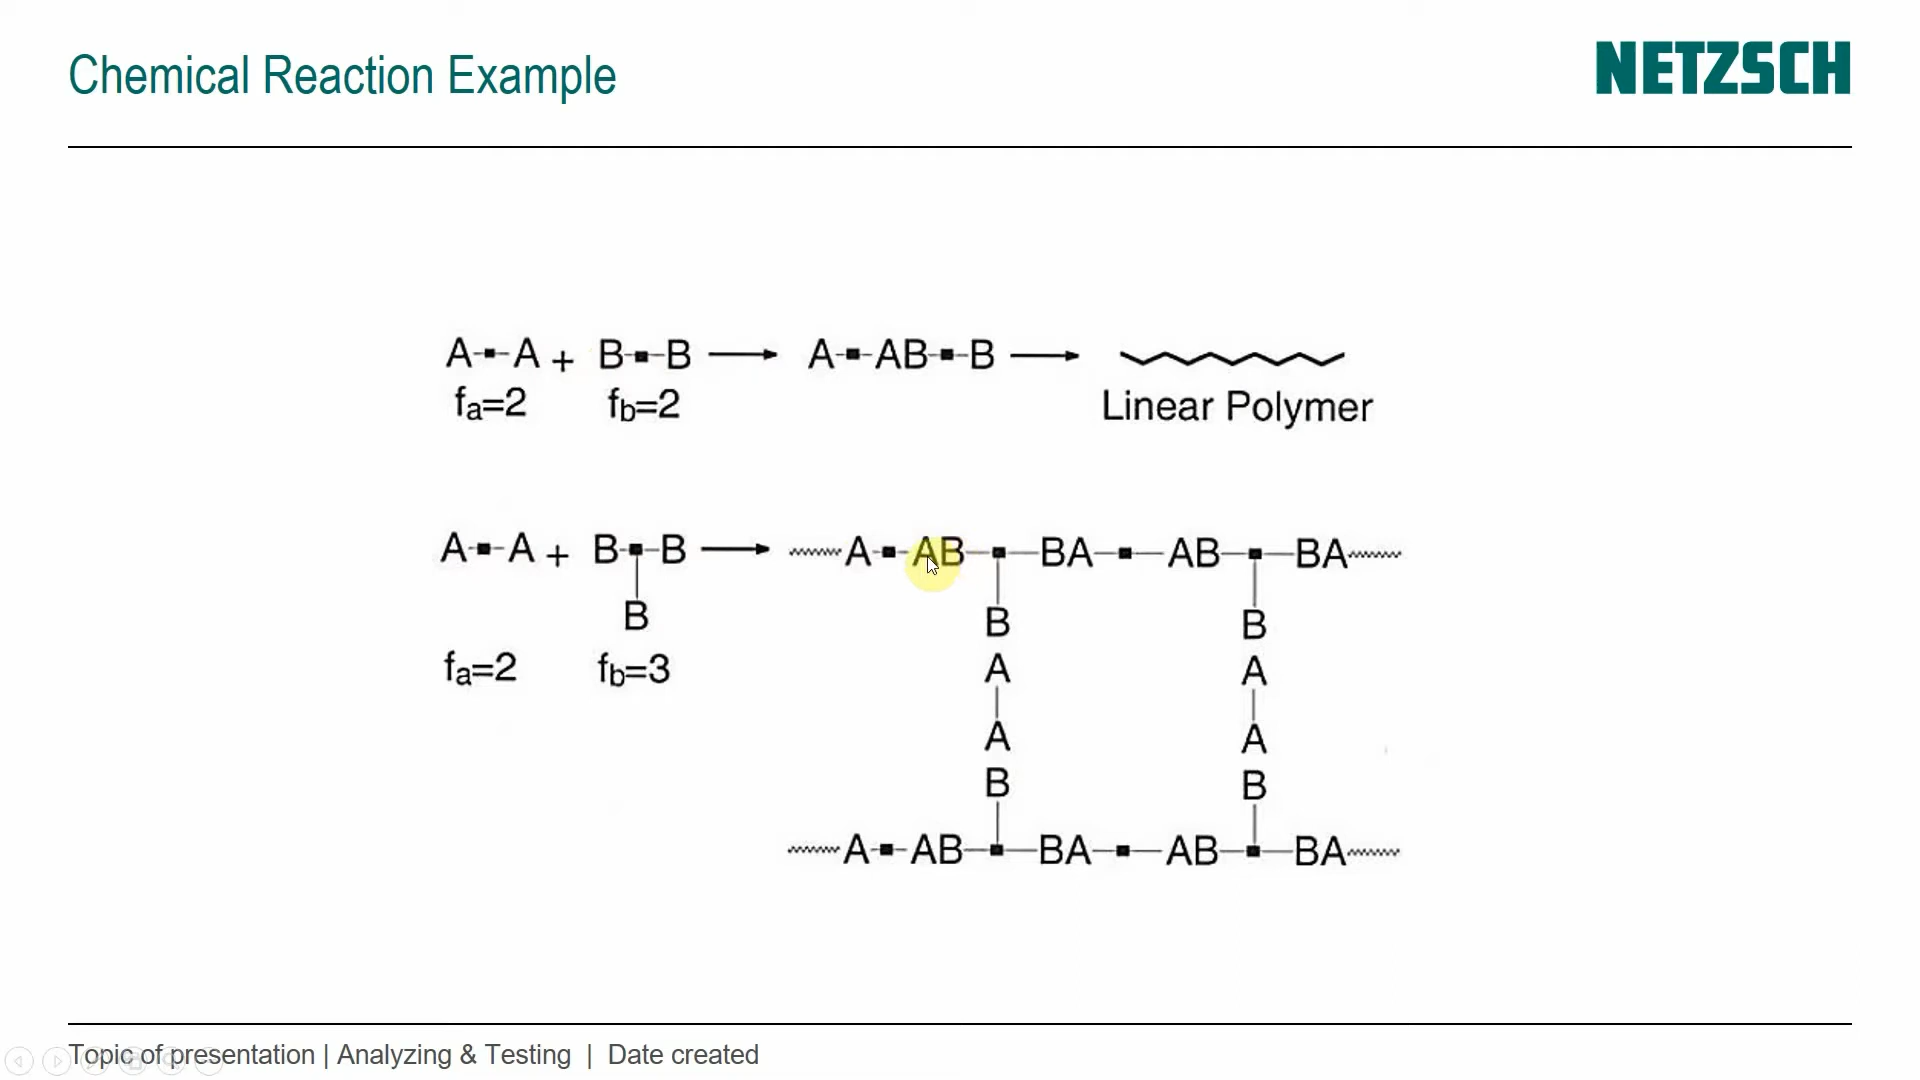 Chemical Reaction Example
NETZSCH
A-▪-A + B-▪-B → A-▪-AB-▪-B →
fa=2 fb=2 Linear Polymer
A-▪-A + B-▪-B → A-▪-AB-▪-BA-▪-AB-▪-BA
B B B
fa=2 fb=3 A A
A A
B B
A-▪-AB-▪-BA-▪-AB-▪-BA
Topic of presentation | Analyzing & Testing | Date created